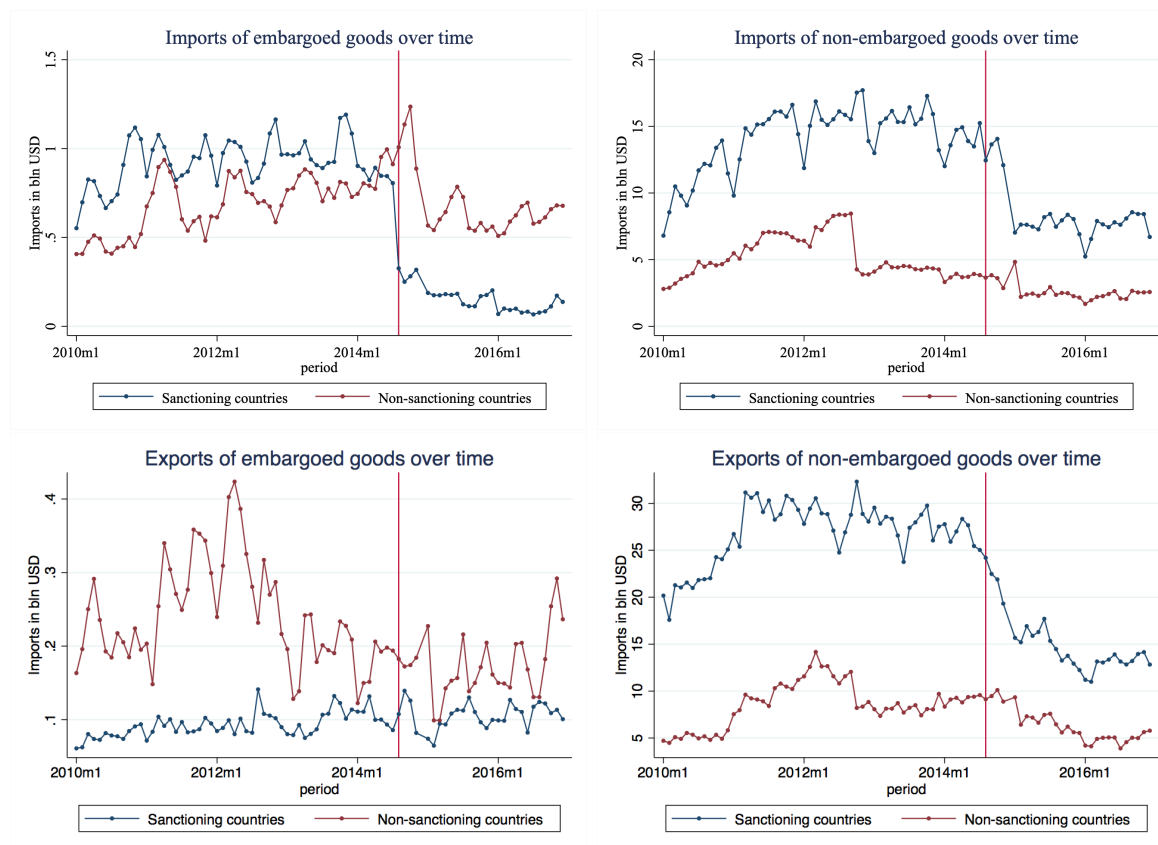 Imports of embargoed goods over time
Imports in bln USD
1.5
1
.5
0
2010m1 2012m1 2014m1 2016m1
period
Sanctioning countries Non-sanctioning countries
Imports of non-embargoed goods over time
Imports in bln USD
20
15
10
5
0
2010m1 2012m1 2014m1 2016m1
period
Sanctioning countries Non-sanctioning countries
Exports of embargoed goods over time
Imports in bln USD
.4
.3
.2
.1
2010m1 2012m1 2014m1 2016m1
period
Sanctioning countries Non-sanctioning countries
Exports of non-embargoed goods over time
Imports in bln USD
30
25
20
15
10
5
2010m1 2012m1 2014m1 2016m1
period
Sanctioning countries Non-sanctioning countries